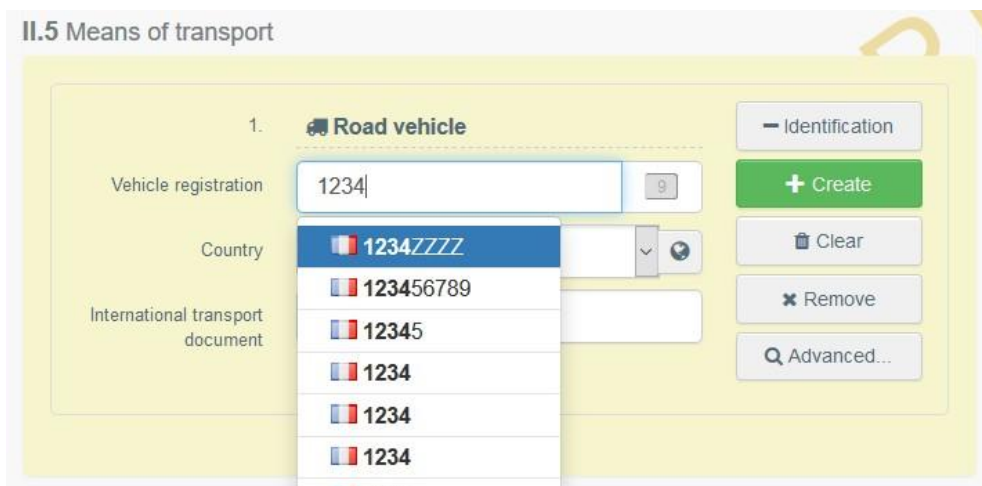 II.5 Means of transport
1. Road vehicle
Identification
Vehicle registration 1234 9
Create
Country
Clear
1234ZZZZ
123456789
Remove
International transport
document
12345
Advanced...
1234
1234
1234